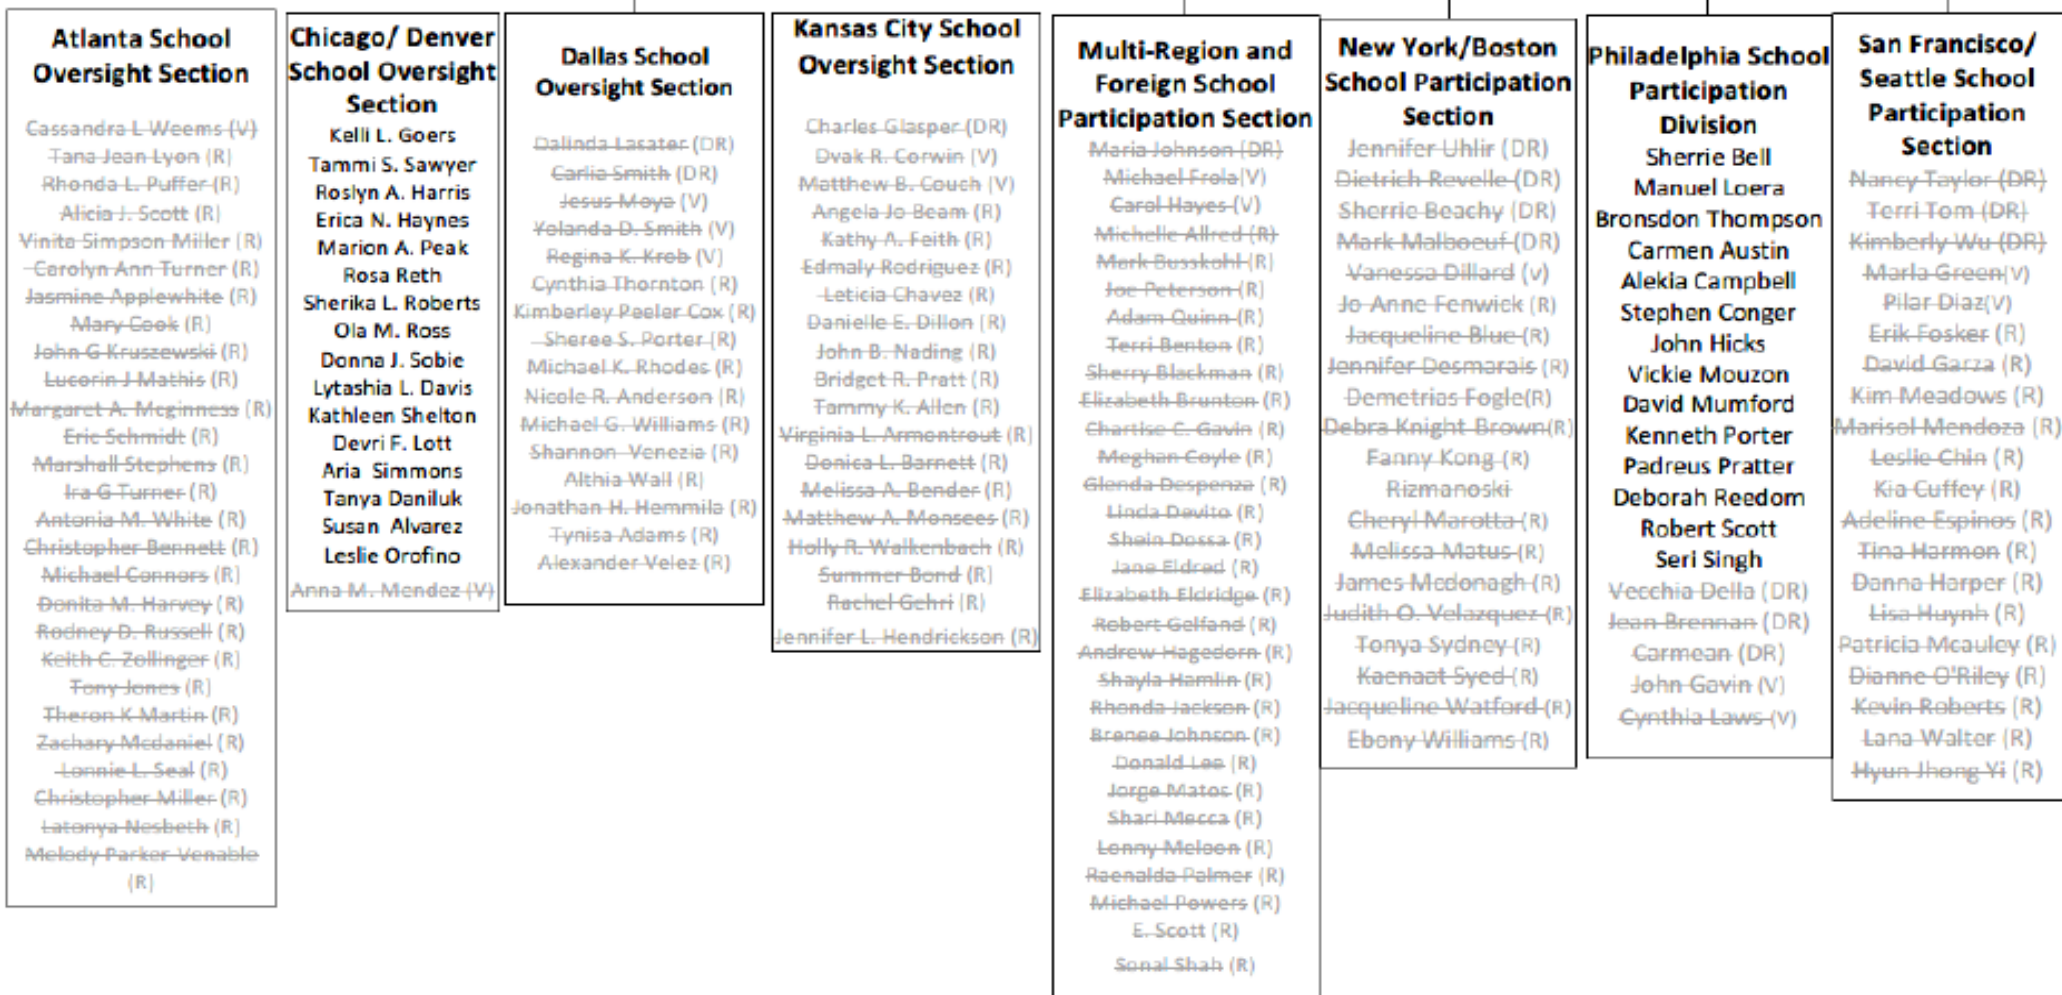 Atlanta School
Oversight Section
Cassandra L Weems (V)
Tana Jean Lyon (R)
Rhonda L. Puffer (R)
Alicia J. Scott (R)
Vinita Simpson Miller (R)
Carolyn Ann Turner (R)
Jasmine Applewhite (R)
Mary Cook (R)
John G Kruszewski (R)
Lucorin J Mathis (R)
Margaret A. Mcginness (R)
Eric Schmidt (R)
Marshall Stephens (R)
Ira G Turner (R)
Antonia M. White (R)
Christopher Bennett (R)
Michael Connors (R)
Donita M. Harvey (R)
Rodney D. Russell (R)
Keith C. Zollinger (R)
Tony Jones (R)
Theron K Martin (R)
Zachary Mcdaniel (R)
Lonnie L. Seal (R)
Christopher Miller (R)
Latonya Nesbeth (R)
Melody Parker Venable
(R)
Chicago/ Denver
School Oversight
Section
Kelli L. Goers
Tammi S. Sawyer
Roslyn A. Harris
Erica N. Haynes
Marion A. Peak
Rosa Reth
Sherika L. Roberts
Ola M. Ross
Donna J. Sobie
Lytashia L. Davis
Kathleen Shelton
Devri F. Lott
Aria Simmons
Tanya Daniluk
Susan Alvarez
Leslie Orofino
Anna M. Mendez (V)
Dallas School
Oversight Section
Dalinda Lasater (DR)
Carlia Smith (DR)
Jesus Moya (V)
Yolanda D. Smith (V)
Regina K. Krob (V)
Cynthia Thornton (R)
Kimberley Peeler Cox (R)
Sheree S. Porter (R)
Michael K. Rhodes (R)
Nicole R. Anderson (R)
Michael G. Williams (R)
Shannon Venezia (R)
Althia Wall (R)
Jonathan H. Hemmila (R)
Tynisa Adams (R)
Alexander Velez (R)
Kansas City School
Oversight Section
Charles Glasper (DR)
Dvak R. Corwin (V)
Matthew B. Couch (V)
Angela Jo Beam (R)
Kathy A. Feith (R)
Edmaly Rodriguez (R)
Leticia Chavez (R)
Danielle E. Dillon (R)
John B. Nading (R)
Bridget R. Pratt (R)
Tammy K. Allen (R)
Virginia L. Armontrout (R)
Donica L. Barnett (R)
Melissa A. Bender (R)
Matthew A. Monsees (R)
Holly R. Walkenbach (R)
Summer Bond (R)
Rachel Gehri (R)
Jennifer L. Hendrickson (R)
Multi-Region and
Foreign School
Participation Section
Maria Johnson (DR)
Michael Frola(V)
Carol Hayes (V)
Michelle Allred (R)
Mark Busskohl (R)
Joe Peterson (R)
Adam Quinn (R)
Terri Benton (R)
Sherry Blackman (R)
Elizabeth Brunton (R)
Chartise C. Gavin (R)
Meghan Coyle (R)
Glenda Despenza (R)
Linda Devito (R)
Shein Dossa (R)
Jane Eldred (R)
Elizabeth Eldridge (R)
Robert Gelfand (R)
Andrew Hagedorn (R)
Shayla Hamlin (R)
Rhonda Jackson (R)
Brenee Johnson (R)
Donald Lee (R)
Jorge Matos (R)
Shari Mecca (R)
Lonny Meloon (R)
Raenalda Palmer (R)
Michael Powers (R)
E. Scott (R)
Sonal Shah (R)
New York/Boston
School Participation
Section
Jennifer Uhlir (DR)
Dietrich Revelle (DR)
Sherrie Beachy (DR)
Mark Malboeuf (DR)
Vanessa Dillard (v)
Jo Anne Fenwick (R)
Jacqueline Blue (R)
Jennifer Desmarais (R)
Demetrias Fogle(R)
Debra Knight Brown(R)
Fanny Kong (R)
Rizmanoski
Cheryl Marotta (R)
Melissa Matus (R)
James Mcdonagh (R)
Judith O. Velazquez (R)
Tonya Sydney (R)
Kaenaat Syed (R)
Jacqueline Watford (R)
Ebony Williams (R)
Philadelphia School
Participation
Division
Sherrie Bell
Manuel Loera
Bronsdon Thompson
Carmen Austin
Alekia Campbell
Stephen Conger
John Hicks
Vickie Mouzon
David Mumford
Kenneth Porter
Padreus Pratter
Deborah Reedom
Robert Scott
Seri Singh
Vecchia Della (DR)
Jean Brennan (DR)
Carmean (DR)
John Gavin (V)
Cynthia Laws (V)
San Francisco/
Seattle School
Participation
Section
Nancy Taylor (DR)
Terri Tom (DR)
Kimberly Wu (DR)
Marla Green(V)
Pilar Diaz(V)
Erik Fosker (R)
David Garza (R)
Kim Meadows (R)
Marisol Mendoza (R)
Leslie Chin (R)
Kia Cuffey (R)
Adeline Espinos (R)
Tina Harmon (R)
Danna Harper (R)
Lisa Huynh (R)
Patricia Mcauley (R)
Dianne O'Riley (R)
Kevin Roberts (R)
Lana Walter (R)
Hyun Jhong Yi (R)